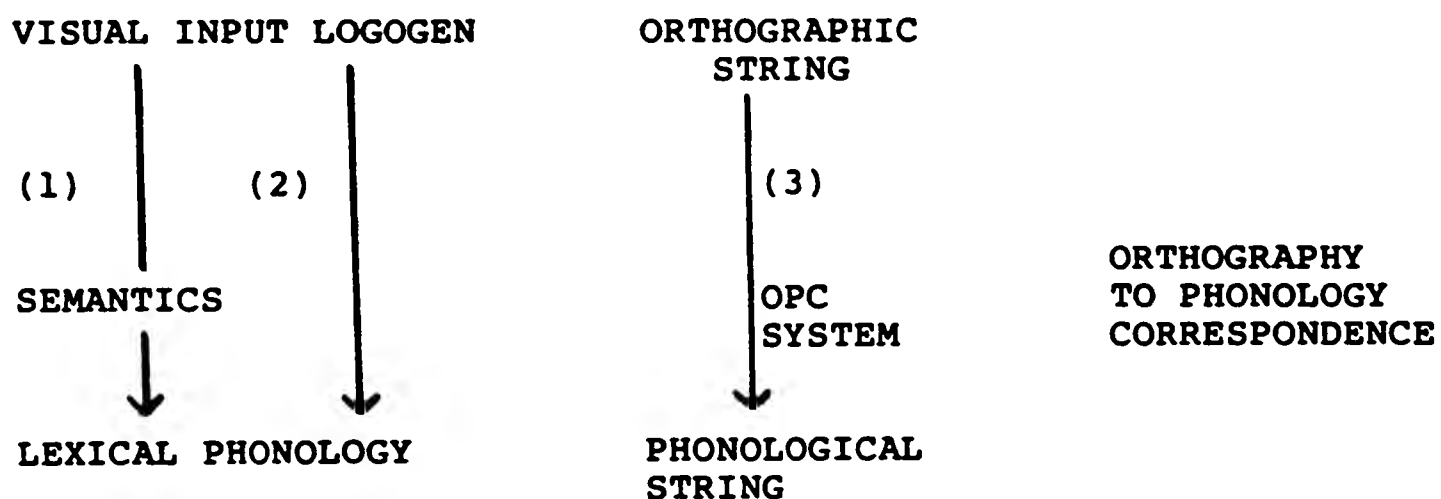 VISUAL INPUT LOGOGEN
ORTHOGRAPHIC
STRING
(1)
(2)
(3)
SEMANTICS
OPC
SYSTEM
ORTHOGRAPHY
TO PHONOLOGY
CORRESPONDENCE
LEXICAL PHONOLOGY
PHONOLOGICAL
STRING